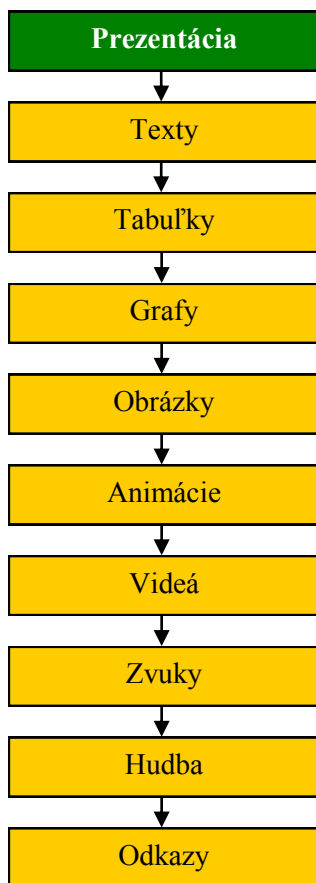 Prezentácia
Texty
Tabuľky
Grafy
Obrázky
Animácie
Videá
Zvuky
Hudba
Odkazy